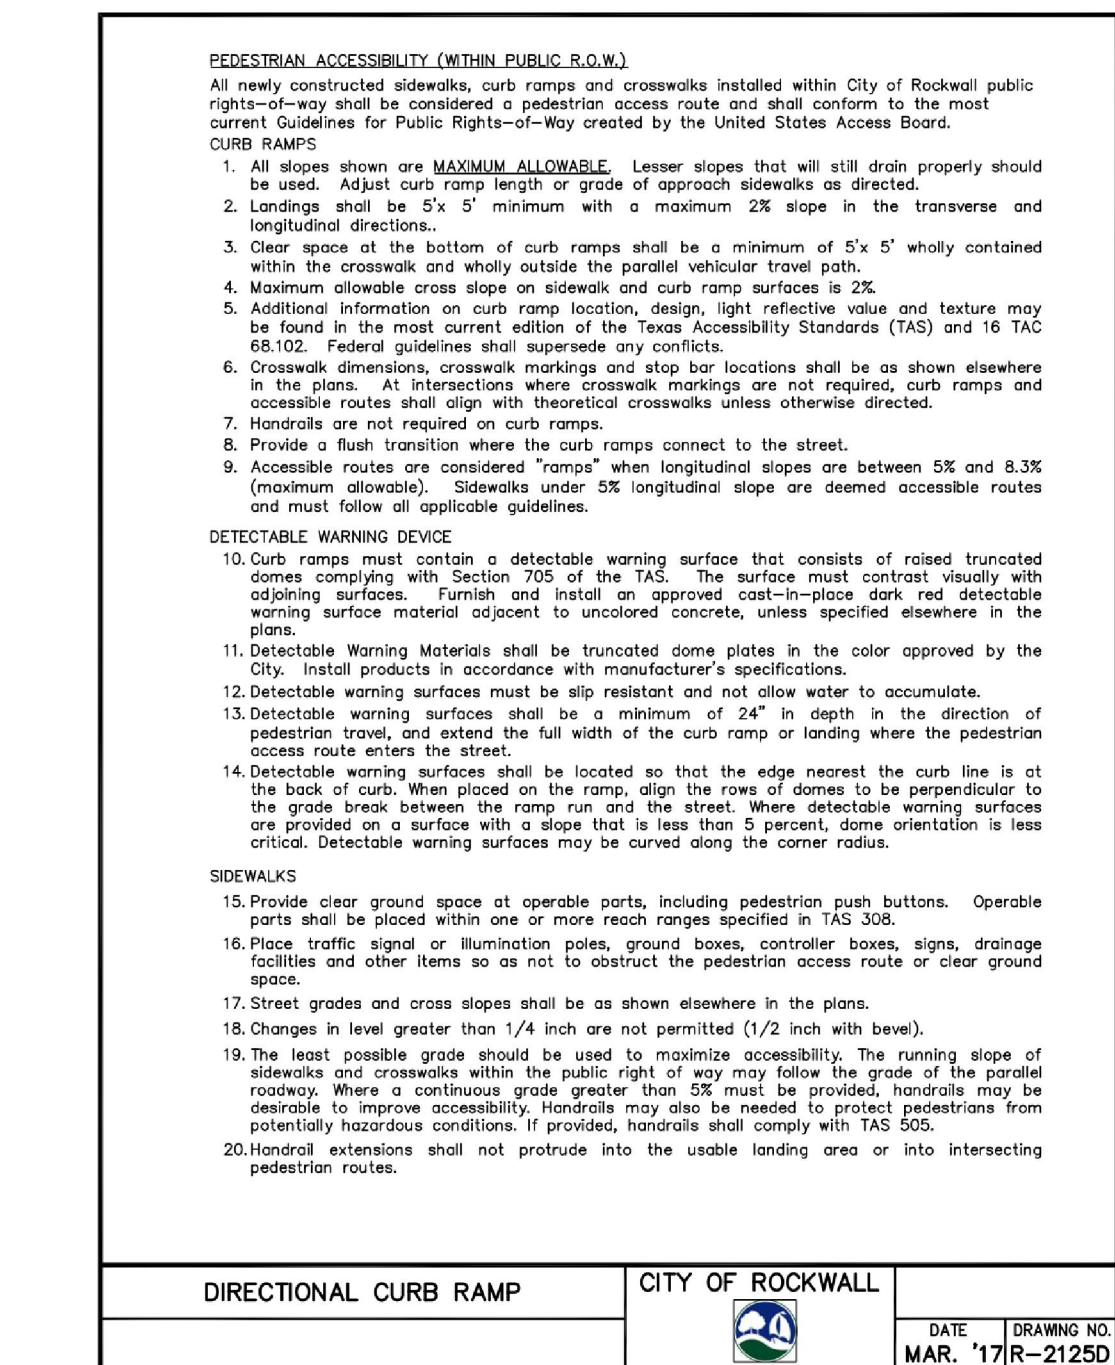 PEDESTRIAN ACCESSIBILITY (WITHIN PUBLIC R.O.W.)
All newly constructed sidewalks, curb ramps and crosswalks installed within City of Rockwall public
rights-of-way shall be considered a pedestrian access route and shall conform to the most
current Guidelines for Public Rights-of-Way created by the United States Access Board.
CURB RAMPS
1. All slopes shown are MAXIMUM ALLOWABLE. Lesser slopes that will still drain properly should
be used. Adjust curb ramp length or grade of approach sidewalks as directed.
2. Landings shall be 5'x 5' minimum with a maximum 2% slope in the transverse and
longitudinal directions..
3. Clear space at the bottom of curb ramps shall be a minimum of 5'x 5' wholly contained
within the crosswalk and wholly outside the parallel vehicular travel path.
4. Maximum allowable cross slope on sidewalk and curb ramp surfaces is 2%.
5. Additional information on curb ramp location, design, light reflective value and texture may
be found in the most current edition of the Texas Accessibility Standards (TAS) and 16 TAC
68.102. Federal guidelines shall supersede any conflicts.
6. Crosswalk dimensions, crosswalk markings and stop bar locations shall be as shown elsewhere
in the plans. At intersections where crosswalk markings are not required, curb ramps and
accessible routes shall align with theoretical crosswalks unless otherwise directed.
7. Handrails are not required on curb ramps.
8. Provide a flush transition where the curb ramps connect to the street.
9. Accessible routes are considered "ramps" when longitudinal slopes are between 5% and 8.3%
(maximum allowable). Sidewalks under 5% longitudinal slope are deemed accessible routes
and must follow all applicable guidelines.
DETECTABLE WARNING DEVICE
10. Curb ramps must contain a detectable warning surface that consists of raised truncated
domes complying with Section 705 of the TAS. The surface must contrast visually with
adjoining surfaces. Furnish and install an approved cast-in-place dark red detectable
warning surface material adjacent to uncolored concrete, unless specified elsewhere in the
plans.
11. Detectable Warning Materials shall be truncated dome plates in the color approved by the
City. Install products in accordance with manufacturer's specifications.
12. Detectable warning surfaces must be slip resistant and not allow water to accumulate.
13. Detectable warning surfaces shall be a minimum of 24" in depth in the direction of
pedestrian travel, and extend the full width of the curb ramp or landing where the pedestrian
access route enters the street.
14. Detectable warning surfaces shall be located so that the edge nearest the curb line is at
the back of curb. When placed on the ramp, align the rows of domes to be perpendicular to
the grade break between the ramp run and the street. Where detectable warning surfaces
are provided on a surface with a slope that is less than 5 percent, dome orientation is less
critical. Detectable warning surfaces may be curved along the corner radius.
SIDEWALKS
15. Provide clear ground space at operable parts, including pedestrian push buttons. Operable
parts shall be placed within one or more reach ranges specified in TAS 308.
16. Place traffic signal or illumination poles, ground boxes, controller boxes, signs, drainage
facilities and other items so as not to obstruct the pedestrian access route or clear ground
space.
17. Street grades and cross slopes shall be as shown elsewhere in the plans.
18. Changes in level greater than 1/4 inch are not permitted (1/2 inch with bevel).
19. The least possible grade should be used to maximize accessibility. The running slope of
sidewalks and crosswalks within the public right of way may follow the grade of the parallel
roadway. Where a continuous grade greater than 5% must be provided, handrails may be
desirable to improve accessibility. Handrails may also be needed to protect pedestrians from
potentially hazardous conditions. If provided, handrails shall comply with TAS 505.
20. Handrail extensions shall not protrude into the usable landing area or into intersecting
pedestrian routes.
DIRECTIONAL CURB RAMP
CITY OF ROCKWALL
DATE
MAR. '17
DRAWING NO.
R-2125D